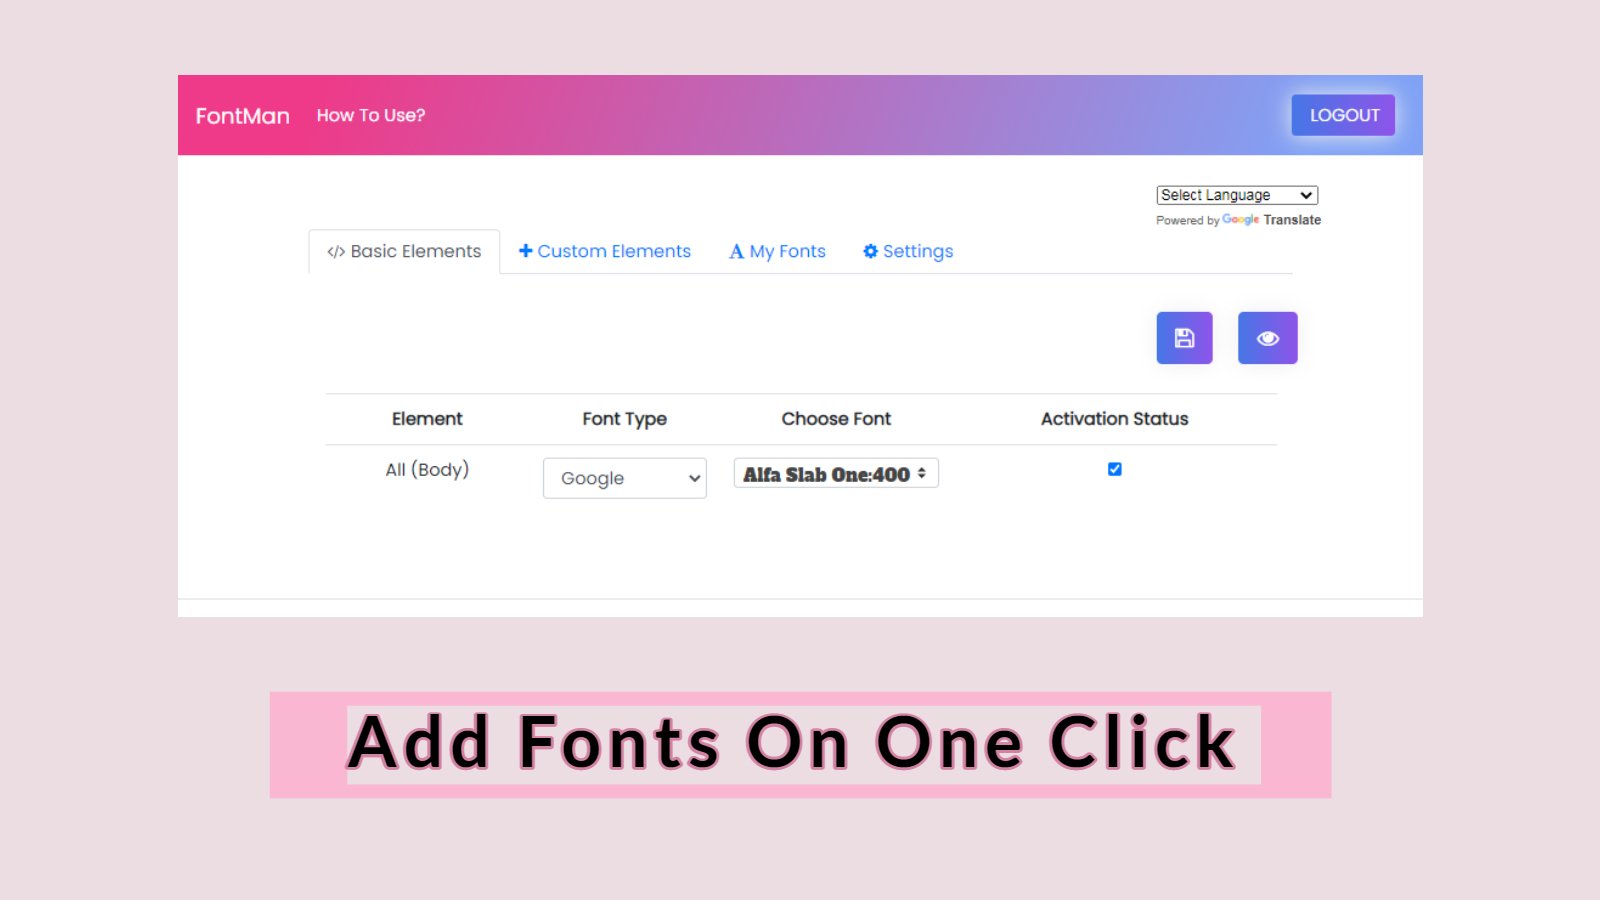 FontMan How To Use? LOGOUT
Select Language
Powered by Google Translate
</> Basic Elements + Custom Elements A My Fonts Settings
Element Font Type Choose Font Activation Status
All (Body) Google Alfa Slab One:400
Add Fonts On One Click